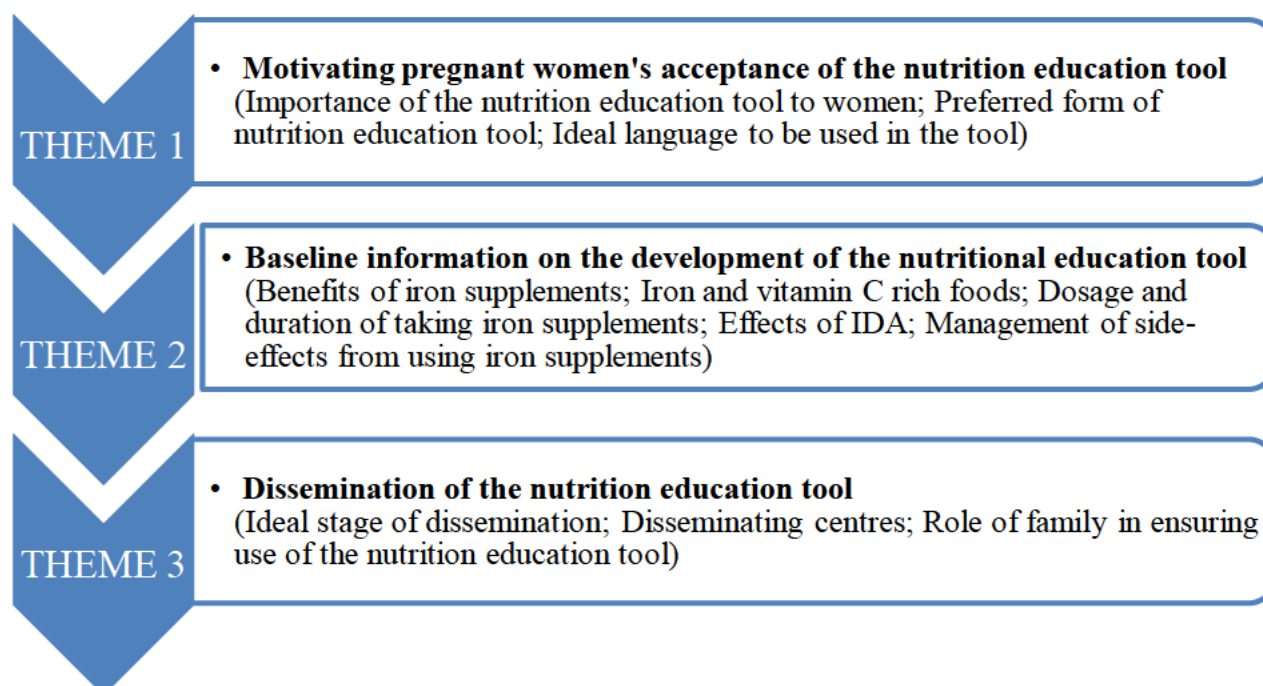 THEME 1
• Motivating pregnant women's acceptance of the nutrition education tool
(Importance of the nutrition education tool to women; Preferred form of
nutrition education tool; Ideal language to be used in the tool)
THEME 2
• Baseline information on the development of the nutritional education tool
(Benefits of iron supplements; Iron and vitamin C rich foods; Dosage and
duration of taking iron supplements; Effects of IDA; Management of side-
effects from using iron supplements)
THEME 3
• Dissemination of the nutrition education tool
(Ideal stage of dissemination; Disseminating centres; Role of family in ensuring
use of the nutrition education tool)